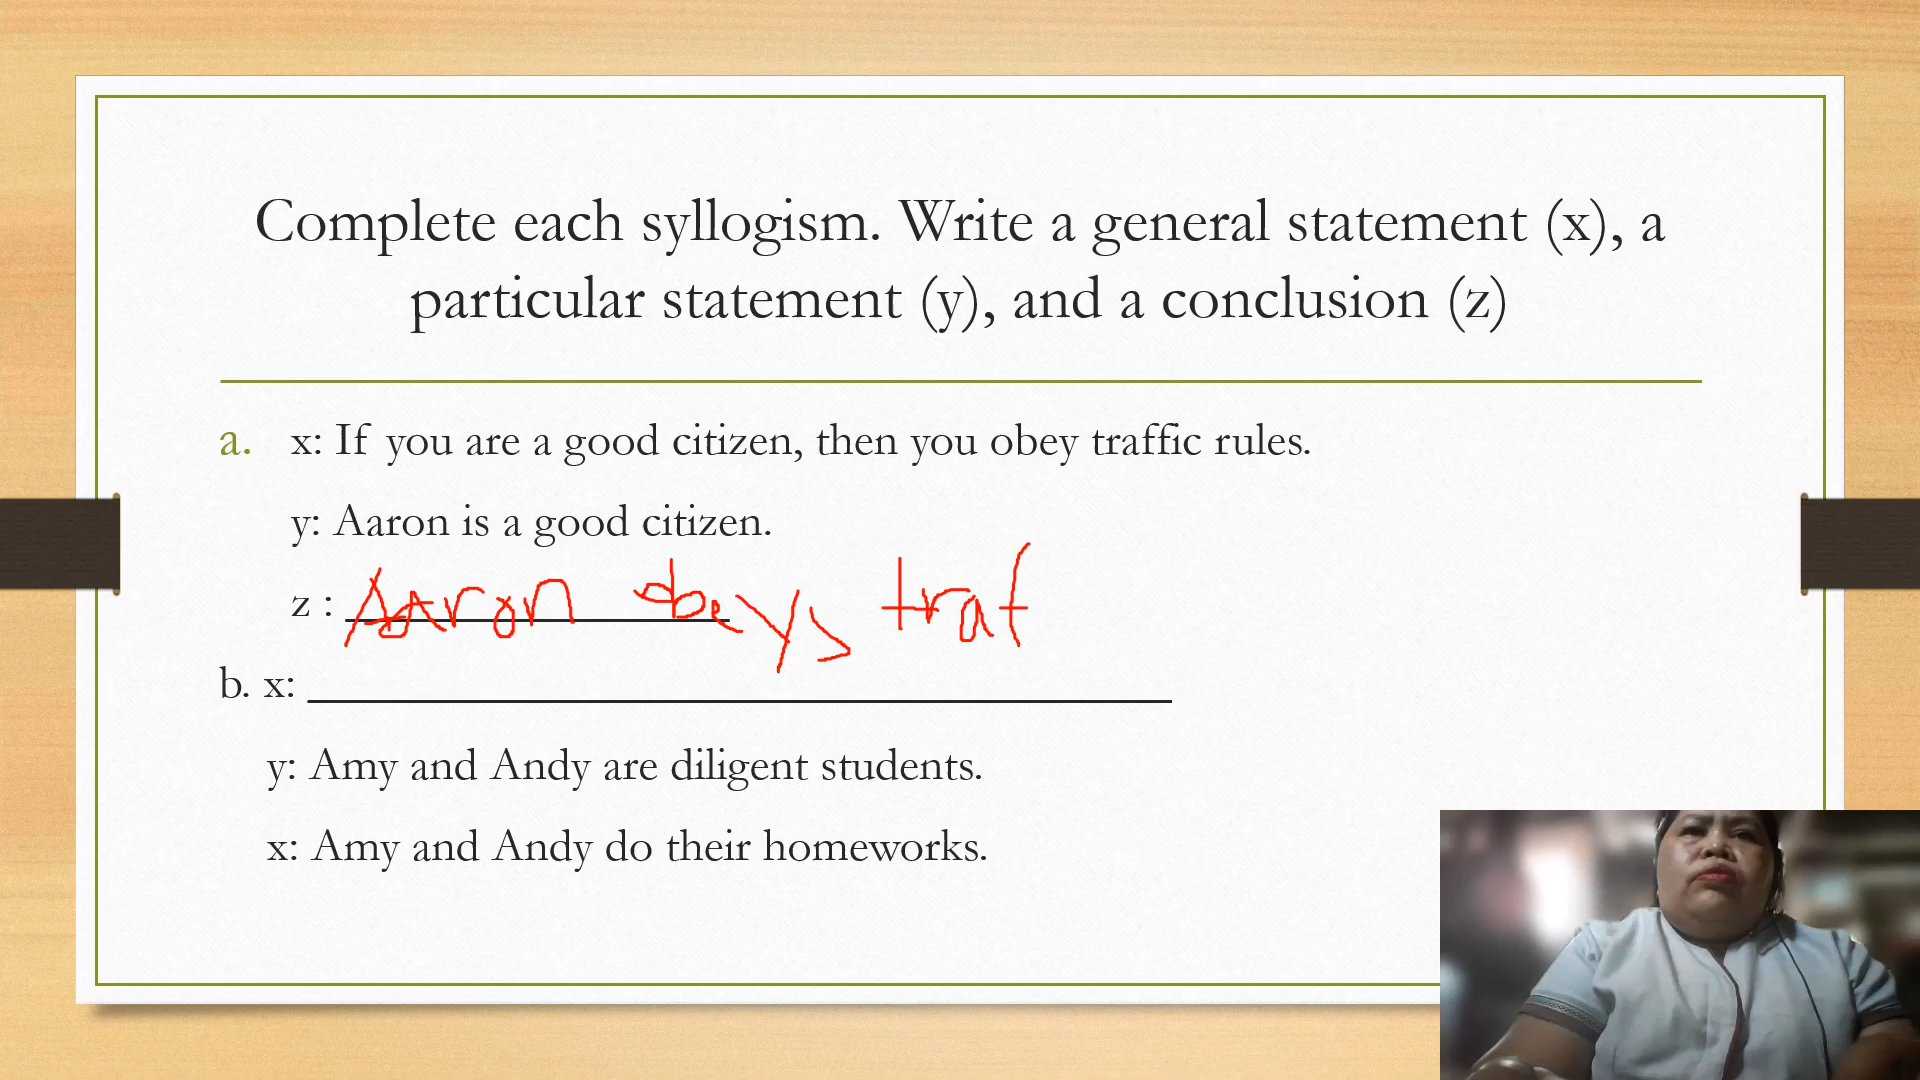 Complete each syllogism. Write a general statement (x), a
particular statement (y), and a conclusion (z)
a. x: If you are a good citizen, then you obey traffic rules.
y: Aaron is a good citizen.
z : Aaron obeys traf
b. x: ____________________
y: Amy and Andy are diligent students.
x: Amy and Andy do their homeworks.